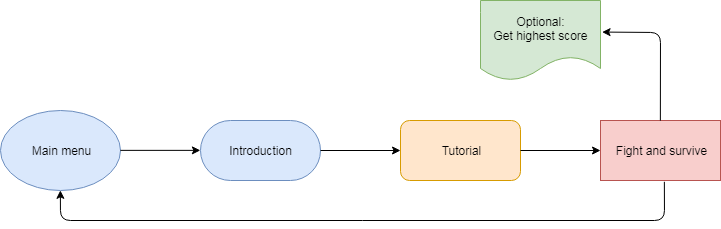 Optional:
Get highest score
Main menu
Introduction
Tutorial
Fight and survive